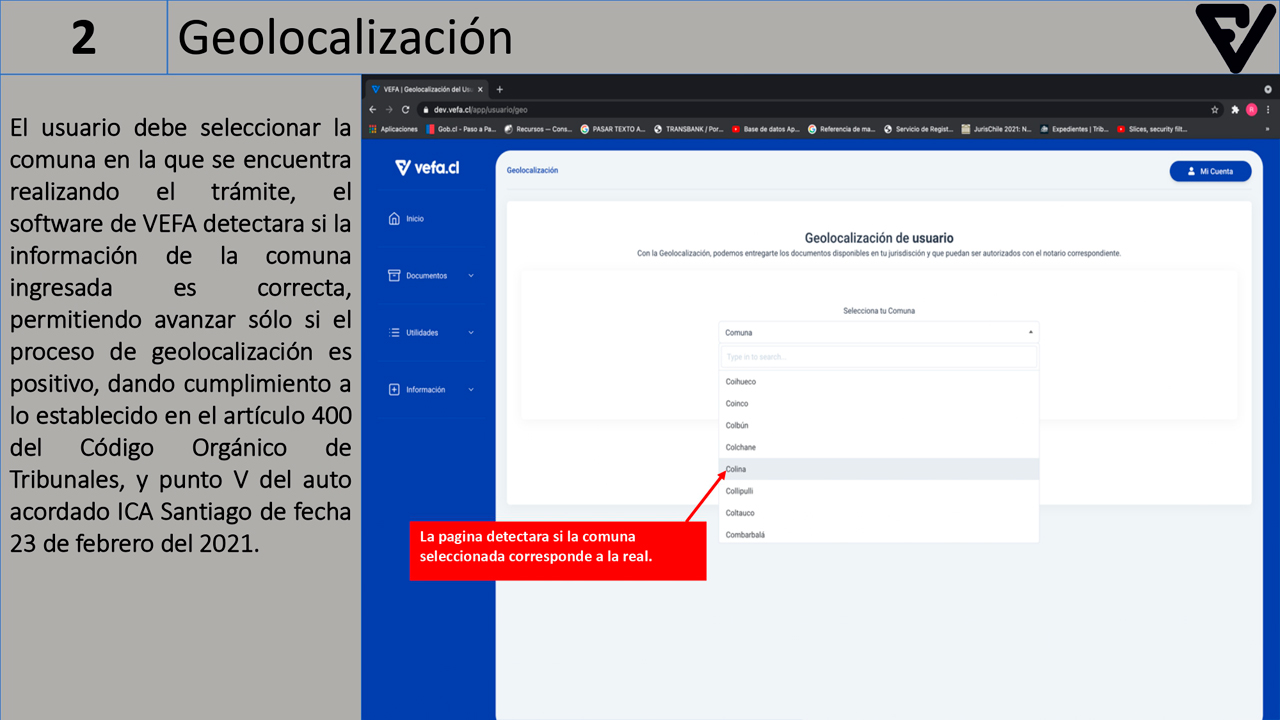 2
Geolocalización
El usuario debe seleccionar la
comuna en la que se encuentra
realizando el trámite, el
software de VEFA detectara si la
información de la comuna
ingresada es correcta,
permitiendo avanzar sólo si el
proceso de geolocalización es
positivo, dando cumplimiento a
lo establecido en el artículo 400
del Código Orgánico de
Tribunales, y punto V del auto
acordado ICA Santiago de fecha
23 de febrero del 2021.
VEFA | Geolocalización del Us
dev.vefa.cl/app/usuario/geo
Aplicaciones Gob.cl - Paso a Pa... Recursos — Cons... PASAR TEXTO A... TRANSBANK / Por... Base de datos Ap... Referencia de ma... Servicio de Regist... JurisChile 2021: N... Expedientes | Trib... Slices, security filt... »
vefa.cl
Geolocalización
Mi Cuenta
Inicio
Documentos
Utilidades
Información
Geolocalización de usuario
Con la Geolocalización, podemos entregarte los documentos disponibles en tu jurisdición y que puedan ser autorizados con el notario correspondiente.
Selecciona tu Comuna
Comuna
Type in to search...
Coihueco
Coinco
Colbún
Colchane
Colina
Collipulli
Coltauco
Combarbalá
La pagina detectara si la comuna
seleccionada corresponde a la real.